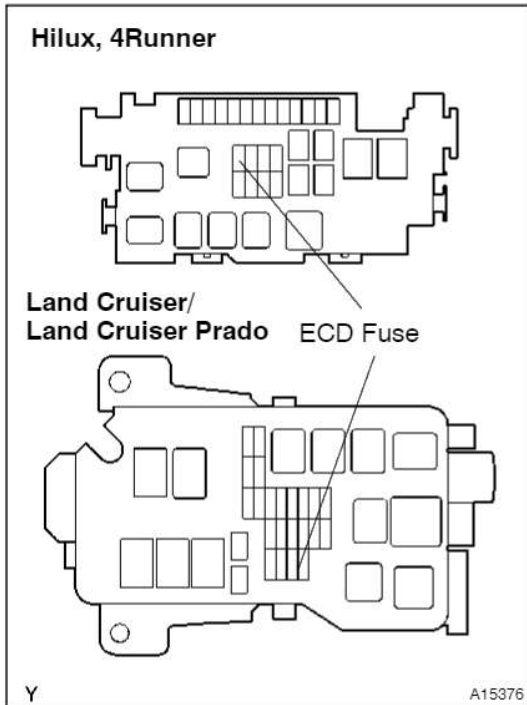 Hilux, 4Runner
Land Cruiser/
Land Cruiser Prado
ECD Fuse
Y
A15376